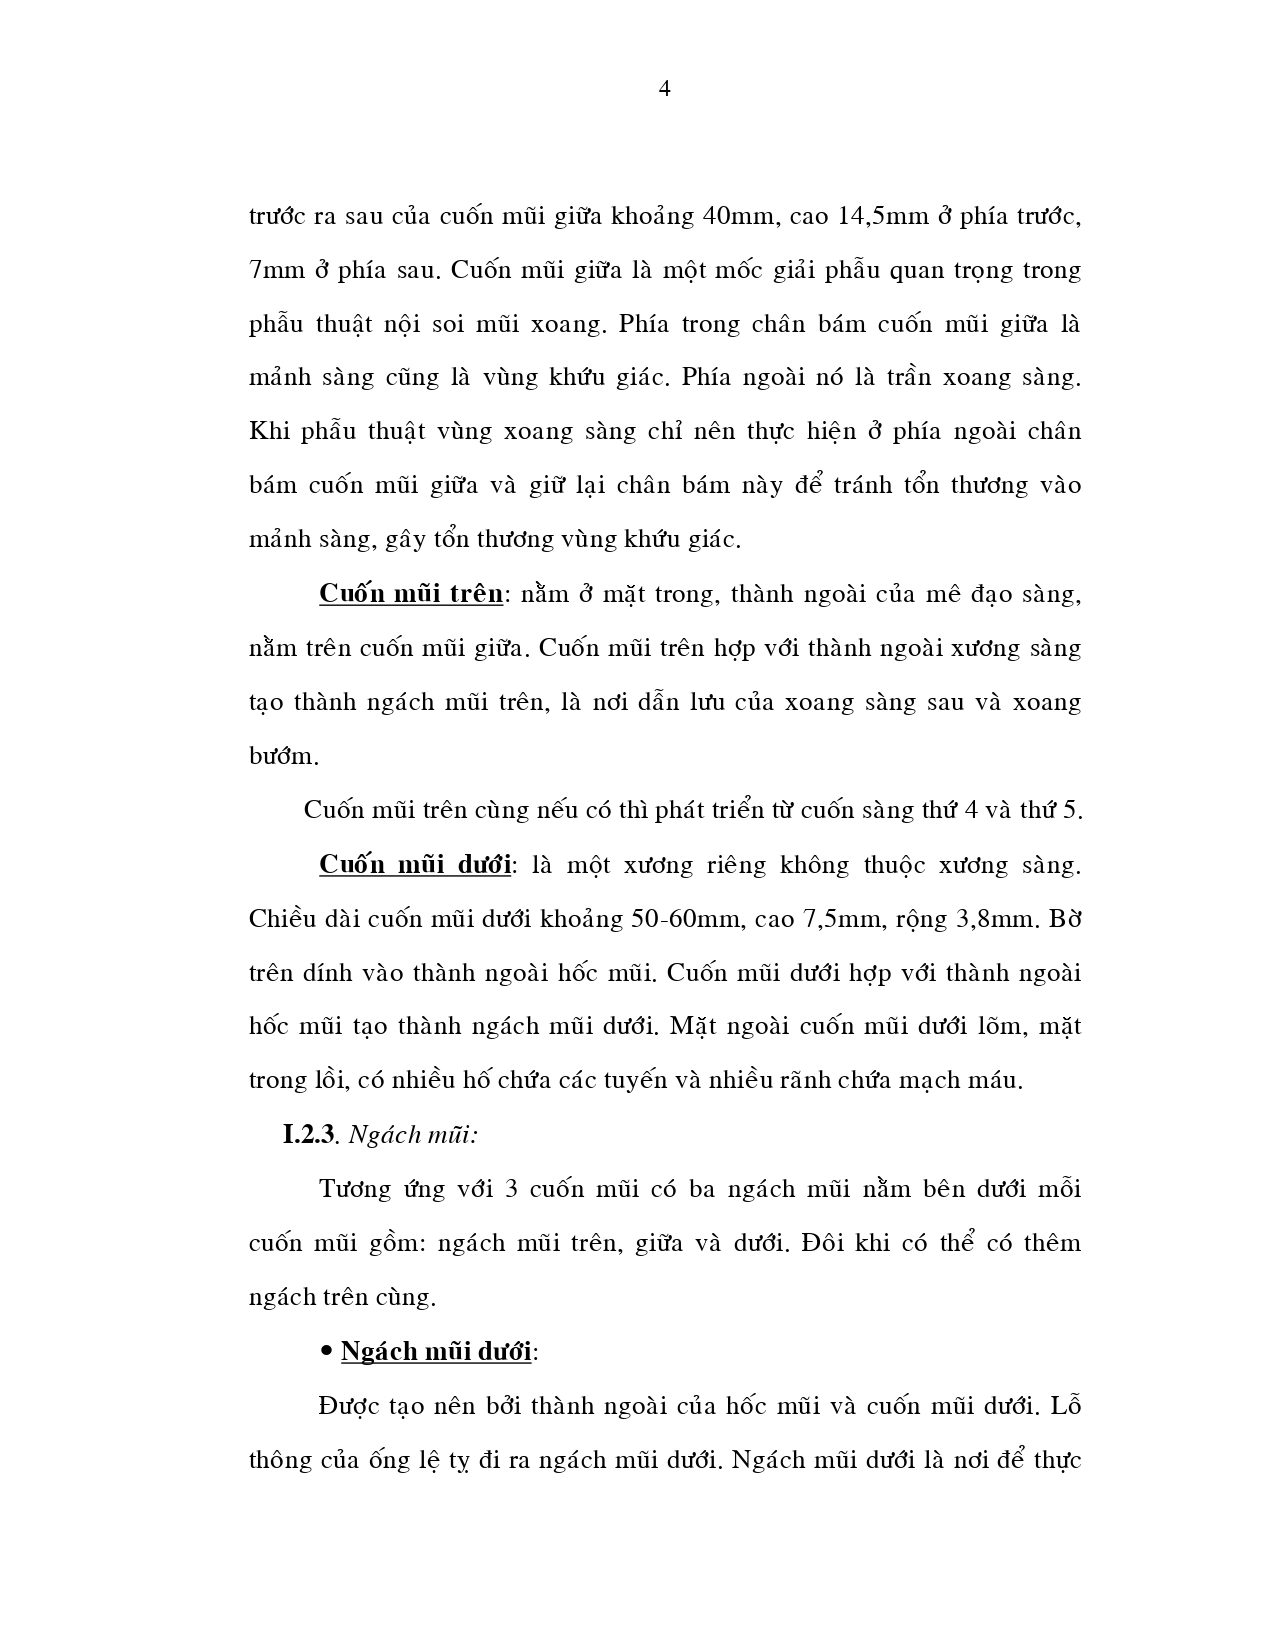 4
trước ra sau của cuốn mũi giữa khoảng 40mm, cao 14,5mm ở phía trước,
7mm ở phía sau. Cuốn mũi giữa là một mốc giải phẫu quan trọng trong
phẫu thuật nội soi mũi xoang. Phía trong chân bám cuốn mũi giữa là
mảnh sàng cũng là vùng khứu giác. Phía ngoài nó là trần xoang sàng.
Khi phẫu thuật vùng xoang sàng chỉ nên thực hiện ở phía ngoài chân
bám cuốn mũi giữa và giữ lại chân bám này để tránh tổn thương vào
mảnh sàng, gây tổn thương vùng khứu giác.
Cuốn mũi trên: nằm ở mặt trong, thành ngoài của mê đạo sàng,
nằm trên cuốn mũi giữa. Cuốn mũi trên hợp với thành ngoài xương sàng
tạo thành ngách mũi trên, là nơi dẫn lưu của xoang sàng sau và xoang
bướm.
Cuốn mũi trên cùng nếu có thì phát triển từ cuốn sàng thứ 4 và thứ 5.
Cuốn mũi dưới: là một xương riêng không thuộc xương sàng.
Chiều dài cuốn mũi dưới khoảng 50-60mm, cao 7,5mm, rộng 3,8mm. Bờ
trên dính vào thành ngoài hốc mũi. Cuốn mũi dưới hợp với thành ngoài
hốc mũi tạo thành ngách mũi dưới. Mặt ngoài cuốn mũi dưới lõm, mặt
trong lồi, có nhiều hố chứa các tuyến và nhiều rãnh chứa mạch máu.
I.2.3. Ngách mũi:
Tương ứng với 3 cuốn mũi có ba ngách mũi nằm bên dưới mỗi
cuốn mũi gồm: ngách mũi trên, giữa và dưới. Đôi khi có thể có thêm
ngách trên cùng.
• Ngách mũi dưới:
Được tạo nên bởi thành ngoài của hốc mũi và cuốn mũi dưới. Lỗ
thông của ống lệ tỵ đi ra ngách mũi dưới. Ngách mũi dưới là nơi để thực